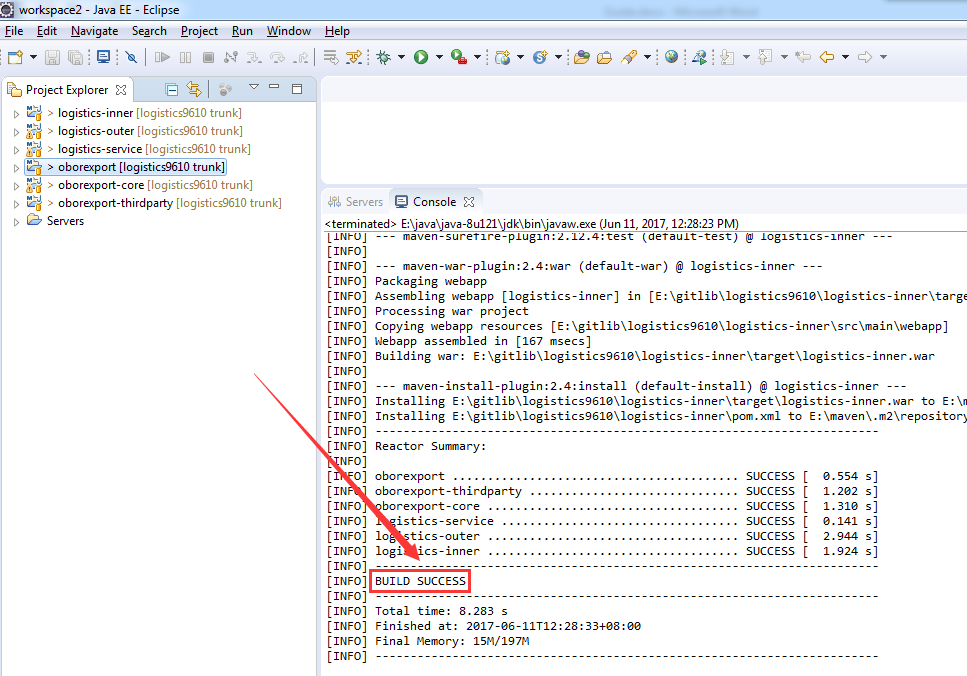 workspace2 - Java EE - Eclipse
File Edit Navigate Search Project Run Window Help
Project Explorer
> logistics-inner [logistics9610 trunk]
> logistics-outer [logistics9610 trunk]
> logistics-service [logistics9610 trunk]
> oborexport [logistics9610 trunk]
> oborexport-core [logistics9610 trunk]
> oborexport-thirdparty [logistics9610 trunk]
Servers
Servers Console
<terminated> E:\java\java-8u121\jdk\bin\javaw.exe (Jun 11, 2017, 12:28:23 PM)
[INFO] --- maven-surefire-plugin:2.12.4:test (default-test) @ logistics-inner ---
[INFO]
[INFO] --- maven-war-plugin:2.4:war (default-war) @ logistics-inner ---
[INFO] Packaging webapp
[INFO] Assembling webapp [logistics-inner] in [E:\gitlib\logistics9610\logistics-inner\targe
[INFO] Processing war project
[INFO] Copying webapp resources [E:\gitlib\logistics9610\logistics-inner\src\main\webapp]
[INFO] Webapp assembled in [167 msecs]
[INFO] Building war: E:\gitlib\logistics9610\logistics-inner\target\logistics-inner.war
[INFO]
[INFO] --- maven-install-plugin:2.4:install (default-install) @ logistics-inner ---
[INFO] Installing E:\gitlib\logistics9610\logistics-inner\target\logistics-inner.war to E:\m
[INFO] Installing E:\gitlib\logistics9610\logistics-inner\pom.xml to E:\maven\.m2\repository
[INFO] ------------------------------------------------------------------------
[INFO] Reactor Summary:
[INFO]
[INFO] oborexport ......................................... SUCCESS [  0.554 s]
[INFO] oborexport-thirdparty .............................. SUCCESS [  1.202 s]
[INFO] oborexport-core .................................... SUCCESS [  1.310 s]
[INFO] logistics-service .................................. SUCCESS [  0.141 s]
[INFO] logistics-outer .................................... SUCCESS [  2.944 s]
[INFO] logistics-inner .................................... SUCCESS [  1.924 s]
[INFO] ------------------------------------------------------------------------
[INFO] BUILD SUCCESS
[INFO] ------------------------------------------------------------------------
[INFO] Total time: 8.283 s
[INFO] Finished at: 2017-06-11T12:28:33+08:00
[INFO] Final Memory: 15M/197M
[INFO] ------------------------------------------------------------------------